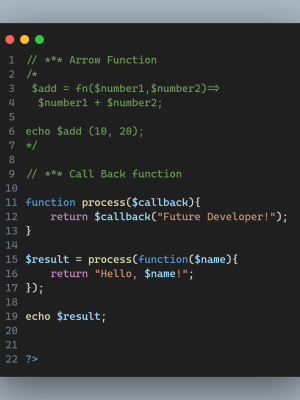 1 // *** Arrow Function
2 /*
3 $add = fn($number1,$number2)=>
4 $number1 + $number2;
5
6 echo $add (10, 20);
7 */
8
9 // *** Call Back function
10
11 function process($callback){
12 return $callback("Future Developer!");
13 }
14
15 $result = process(function($name){
16 return "Hello, $name!";
17 });
18
19 echo $result;
20
21
22 ?>